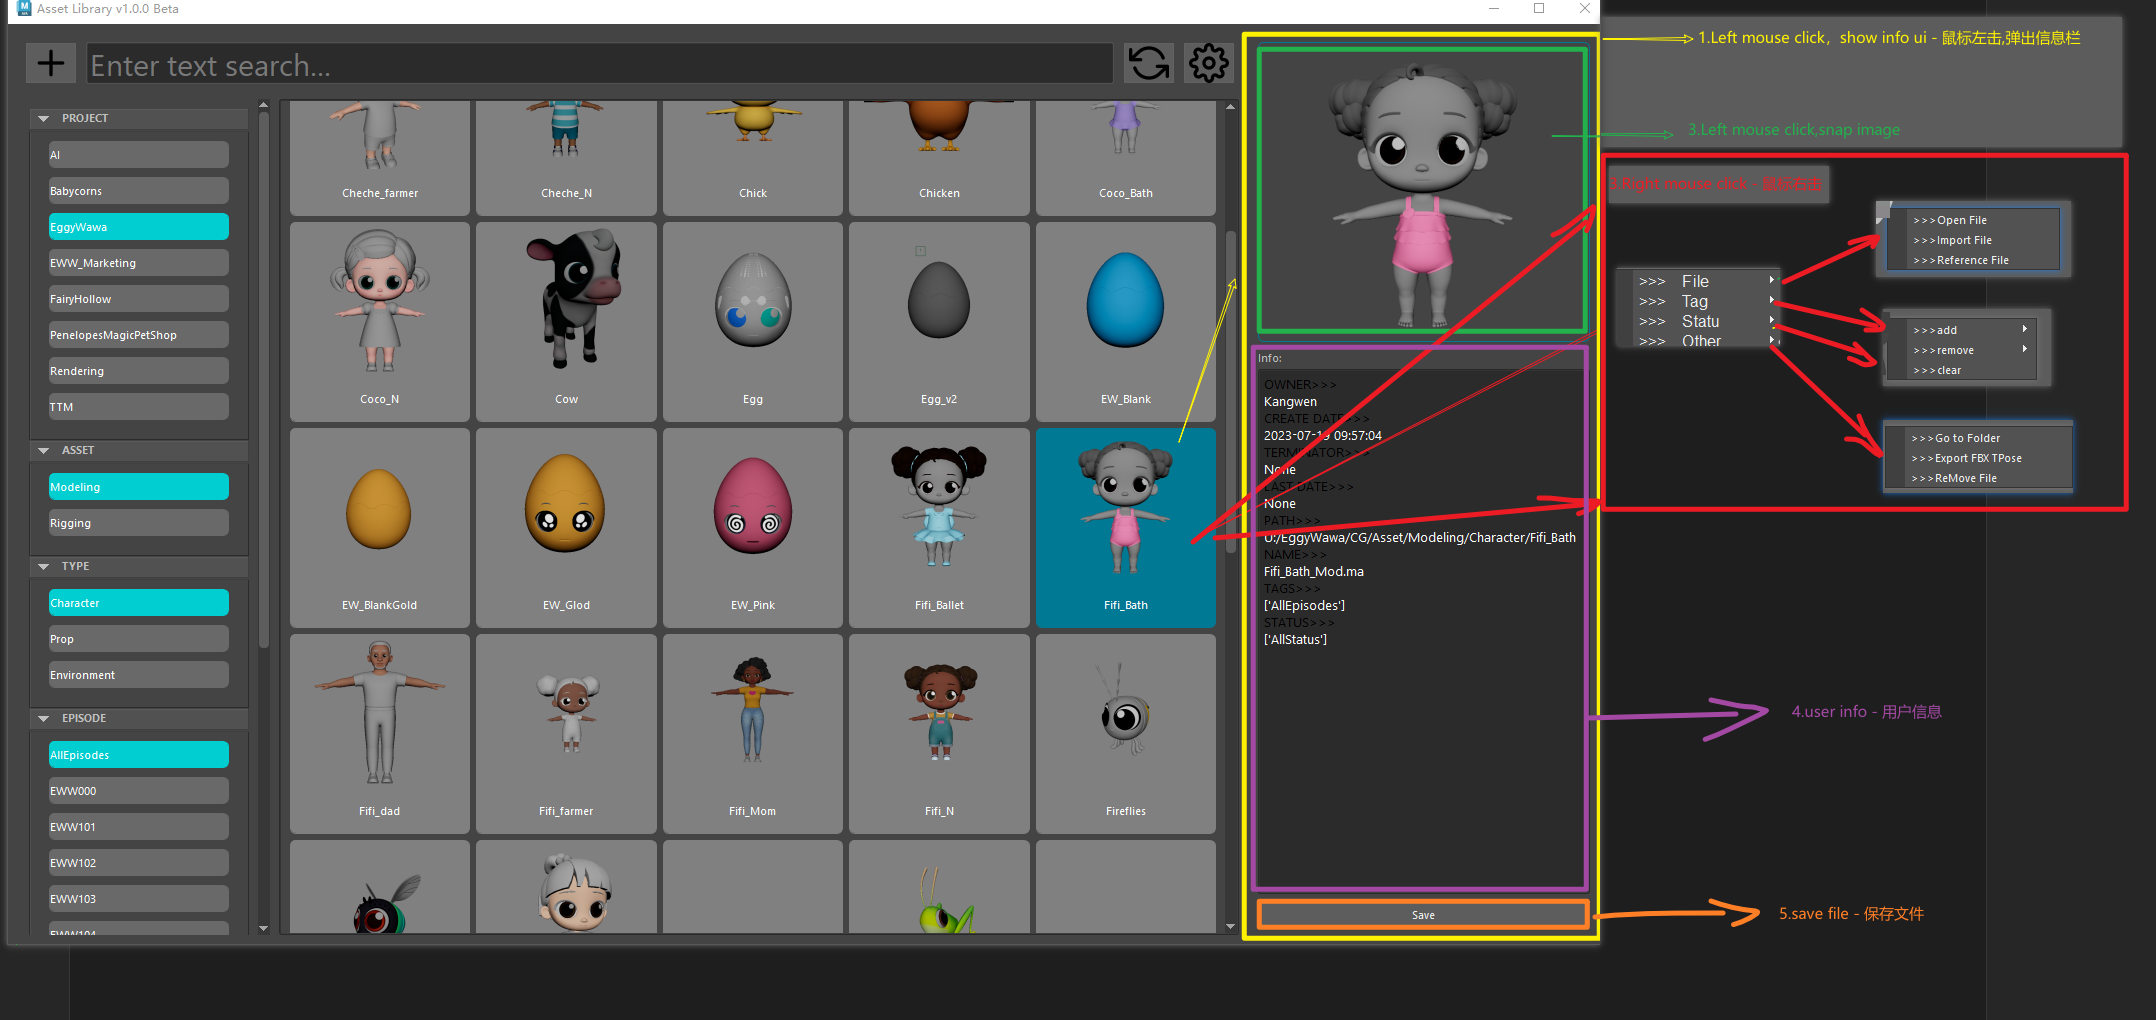 Asset Library v1.0.0 Beta
Enter text search...
PROJECT
AI
Babycorns
EggyWawa
EWW_Marketing
FairyHollow
PenelopesMagicPetShop
Rendering
TTM
ASSET
Modeling
Rigging
TYPE
Character
Prop
Environment
EPISODE
AllEpisodes
EWW000
EWW101
EWW102
EWW103
EWW104
Cheche_farmer
Cheche_N
Chick
Chicken
Coco_Bath
Coco_N
Cow
Egg
Egg_v2
EW_Blank
EW_BlankGold
EW_Glod
EW_Pink
Fifi_Ballet
Fifi_Bath
Fifi_dad
Fifi_farmer
Fifi_Mom
Fifi_N
Fireflies
Info:
OWNER>>>
Kangwen
CREATE DATE>>>
2023-07-19 09:57:04
TERMINATOR>>>
None
LAST DATE>>>
None
PATH>>>
U:/EggyWawa/CG/Asset/Modeling/Character/Fifi_Bath
NAME>>>
Fifi_Bath_Mod.ma
TAGS>>>
['AllEpisodes']
STATUS>>>
['AllStatus']
Save
1.Left mouse click，show info ui - 鼠标左击,弹出信息栏
3.Left mouse click,snap image
Right mouse click - 鼠标右击
>>> File
>>> Tag
>>> Statu
>>> Other
>>>Open File
>>>Import File
>>>Reference File
>>>add
>>>remove
>>>clear
>>>Go to Folder
>>>Export FBX TPose
>>>ReMove File
4.user info - 用户信息
5.save file - 保存文件